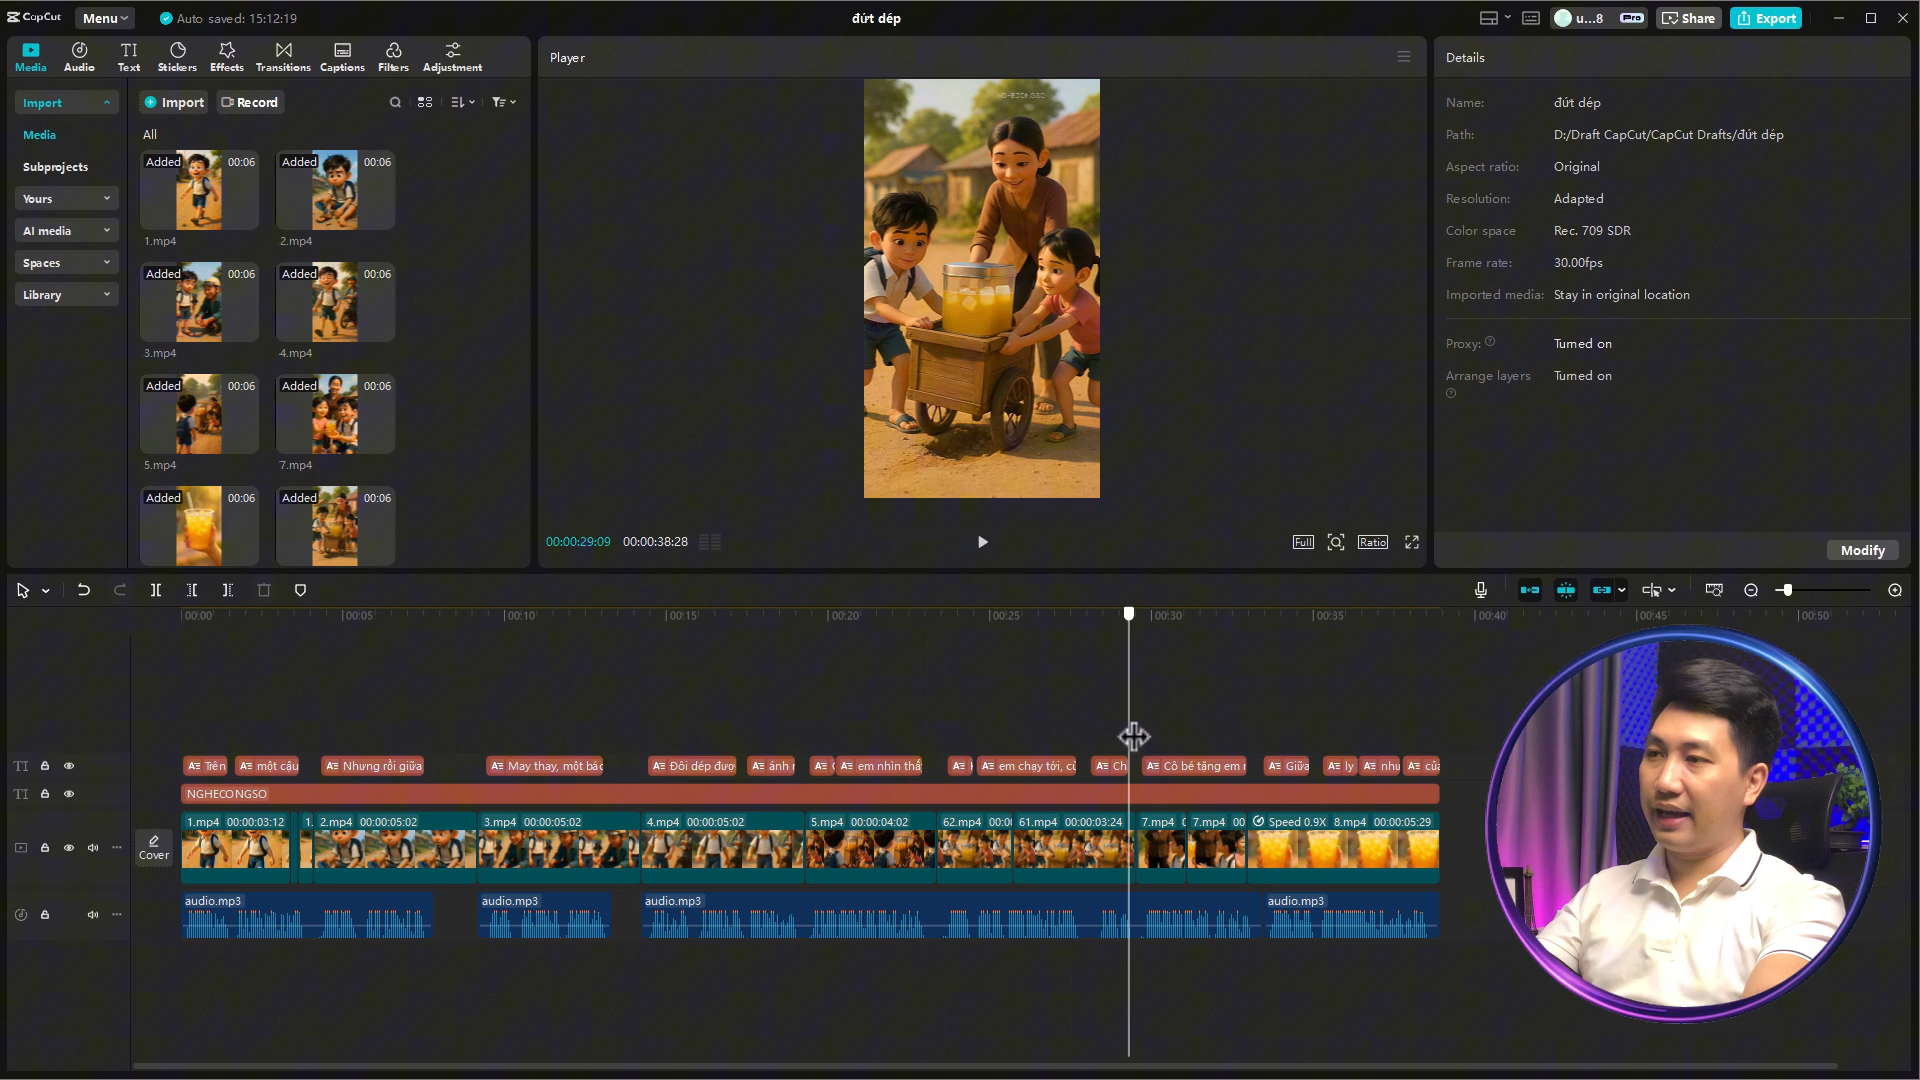 CapCut
Menu
Auto saved: 15:12:19
đứt dép
u...8
Pro
Share
Export
Media
Audio
Text
Stickers
Effects
Transitions
Captions
Filters
Adjustment
Import
Media
Subprojects
Yours
AI media
Spaces
Library
Import
Record
All
Added 00:06
Added 00:06
1.mp4
2.mp4
Added 00:06
Added 00:06
3.mp4
4.mp4
Added 00:06
Added 00:06
5.mp4
7.mp4
Added 00:06
Added 00:06
Player
00:00:29:09
00:00:38:28
Full
Ratio
Details
Name: đứt dép
Path: D:/Draft CapCut/CapCut Drafts/đứt dép
Aspect ratio: Original
Resolution: Adapted
Color space Rec. 709 SDR
Frame rate: 30.00fps
Imported media: Stay in original location
Proxy: Turned on
Arrange layers Turned on
Modify
00:00 00:05 00:10 00:15 00:20 00:25 00:30 00:35 00:40 00:45 00:50
Trên một cậu Nhưng rồi giữa May thay, một bác Đôi dép đượ ánh em nhìn thấ em chạy tới, cù Ch Cô bé tặng em Giữa ly nhu của
NGHECONGSO
Cover
1.mp4 00:00:03:12 1. 2.mp4 00:00:05:02 3.mp4 00:00:05:02 4.mp4 00:00:05:02 5.mp4 00:00:04:02 62.mp4 00:0 61.mp4 00:00:03:24 7.mp4 7.mp4 00 Speed 0.9X 8.mp4 00:00:05:29
audio.mp3 audio.mp3 audio.mp3 audio.mp3